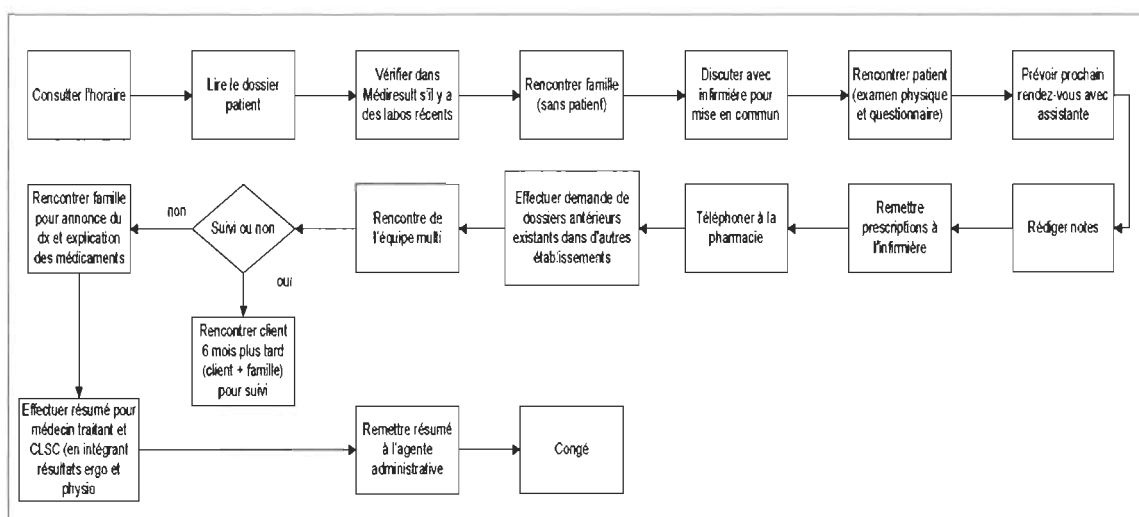 Consulter l'horaire
Lire le dossier
patient
Vérifier dans
Médiresult s'il y a
des labos récents
Rencontrer famille
(sans patient)
Discuter avec
infirmière pour
mise en commun
Rencontrer patient
(examen physique
et questionnaire)
Prévoir prochain
rendez-vous avec
assistante
Rédiger notes
Remettre
prescriptions à
l'infirmière
Téléphoner à la
pharmacie
Effectuer demande de
dossiers antérieurs
existants dans d'autres
établissements
Rencontre de
l'équipe multi
Suivi ou non
non
oui
Rencontrer famille
pour annonce du
dx et explication
des médicaments
Rencontrer client
6 mois plus tard
(client + famille)
pour suivi
Effectuer résumé pour
médecin traitant et
CLSC (en intégrant
résultats ergo et
physio
Remettre résumé
à l'agente
administrative
Congé